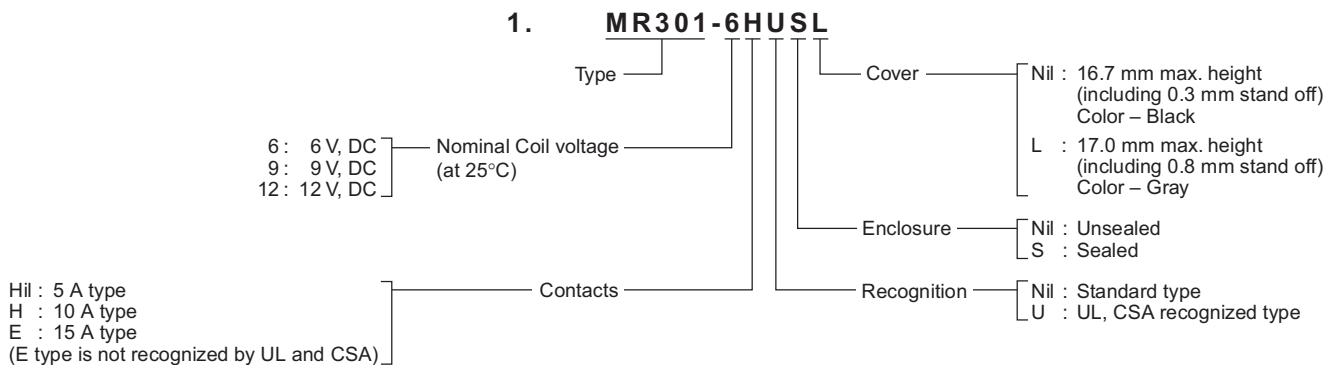 1. MR301-6HUSL
Type
Cover
Nil : 16.7 mm max. height
(including 0.3 mm stand off)
Color – Black
L : 17.0 mm max. height
(including 0.8 mm stand off)
Color – Gray
6 : 6 V, DC
9 : 9 V, DC
12 : 12 V, DC
Nominal Coil voltage
(at 25°C)
Enclosure
Nil : Unsealed
S : Sealed
Hil : 5 A type
H : 10 A type
E : 15 A type
(E type is not recognized by UL and CSA)
Contacts
Recognition
Nil : Standard type
U : UL, CSA recognized type